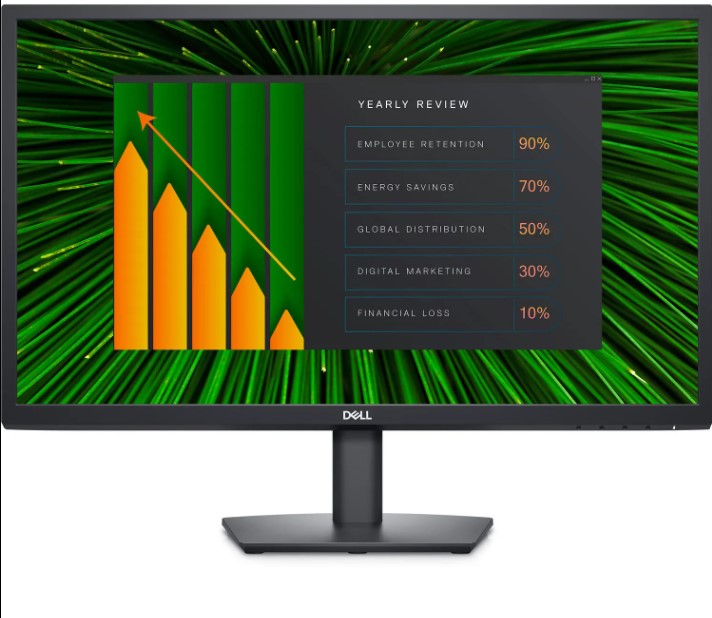 YEARLY REVIEW
EMPLOYEE RETENTION 90%
ENERGY SAVINGS 70%
GLOBAL DISTRIBUTION 50%
DIGITAL MARKETING 30%
FINANCIAL LOSS 10%
DELL